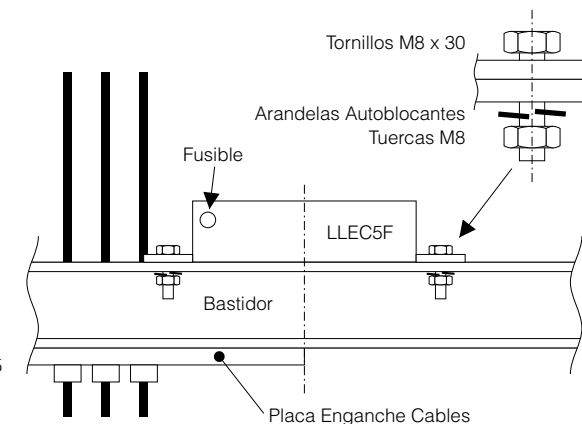 Tornillos M8 x 30
Arandelas Autoblocantes
Tuercas M8
Fusible
LLEC5F
Bastidor
Placa Enganche Cables